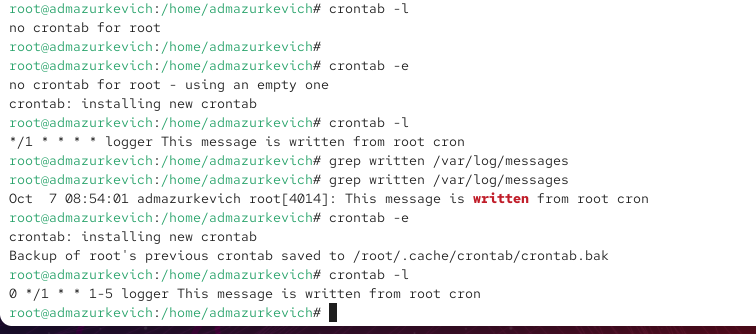 root@admazurkevich:/home/admazurkevich# crontab -l
no crontab for root
root@admazurkevich:/home/admazurkevich#
root@admazurkevich:/home/admazurkevich# crontab -e
no crontab for root - using an empty one
crontab: installing new crontab
root@admazurkevich:/home/admazurkevich# crontab -l
*/1 * * * * logger This message is written from root cron
root@admazurkevich:/home/admazurkevich# grep written /var/log/messages
root@admazurkevich:/home/admazurkevich# grep written /var/log/messages
Oct  7 08:54:01 admazurkevich root[4014]: This message is written from root cron
root@admazurkevich:/home/admazurkevich# crontab -e
crontab: installing new crontab
Backup of root's previous crontab saved to /root/.cache/crontab/crontab.bak
root@admazurkevich:/home/admazurkevich# crontab -l
0 */1 * * 1-5 logger This message is written from root cron
root@admazurkevich:/home/admazurkevich#